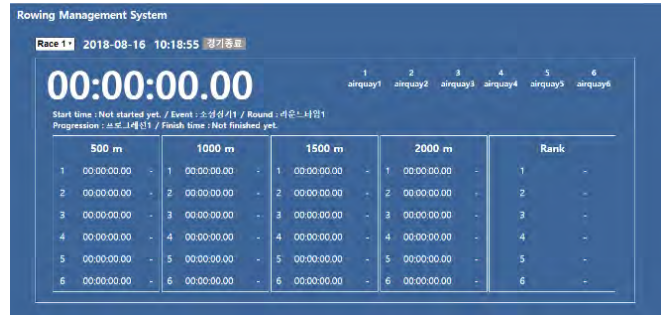 Rowing Management System
Race 1 2018-08-16 10:18:55 경기종료
00:00:00.00
1 2 3 4 5 6
airquay1 airquay2 airquay3 airquay4 airquay5 airquay6
Start time : Not started yet. / Event : / Round : 라운드타임1
Progression : 프로그레션1 / Finish time : Not finished yet.
500 m 1000 m 1500 m 2000 m Rank
1 00:00:00.00 - 1 00:00:00.00 - 1 00:00:00.00 - 1 00:00:00.00 - 1 -
2 00:00:00.00 - 2 00:00:00.00 - 2 00:00:00.00 - 2 00:00:00.00 - 2 -
3 00:00:00.00 - 3 00:00:00.00 - 3 00:00:00.00 - 3 00:00:00.00 - 3 -
4 00:00:00.00 - 4 00:00:00.00 - 4 00:00:00.00 - 4 00:00:00.00 - 4 -
5 00:00:00.00 - 5 00:00:00.00 - 5 00:00:00.00 - 5 00:00:00.00 - 5 -
6 00:00:00.00 - 6 00:00:00.00 - 6 00:00:00.00 - 6 00:00:00.00 - 6 -